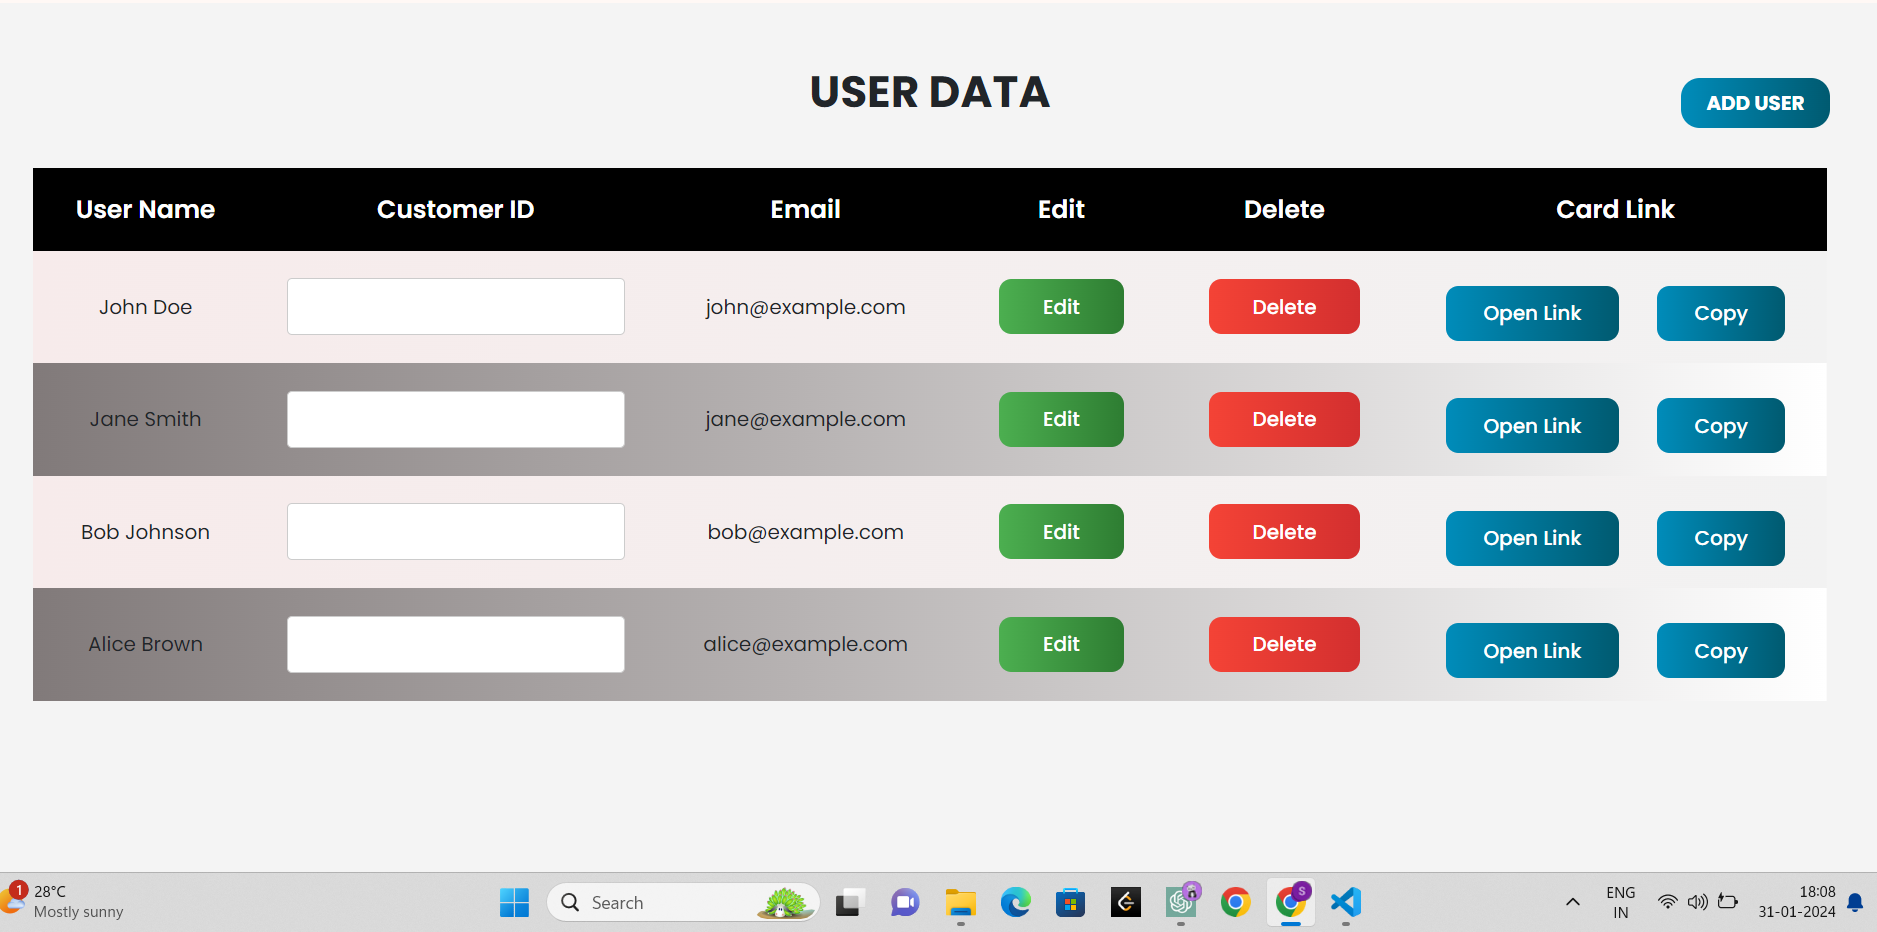 USER DATA
ADD USER
User Name Customer ID Email Edit Delete Card Link
John Doe john@example.com Edit Delete Open Link Copy
Jane Smith jane@example.com Edit Delete Open Link Copy
Bob Johnson bob@example.com Edit Delete Open Link Copy
Alice Brown alice@example.com Edit Delete Open Link Copy
1 28°C
Mostly sunny
Search
S
ENG
IN
18:08
31-01-2024